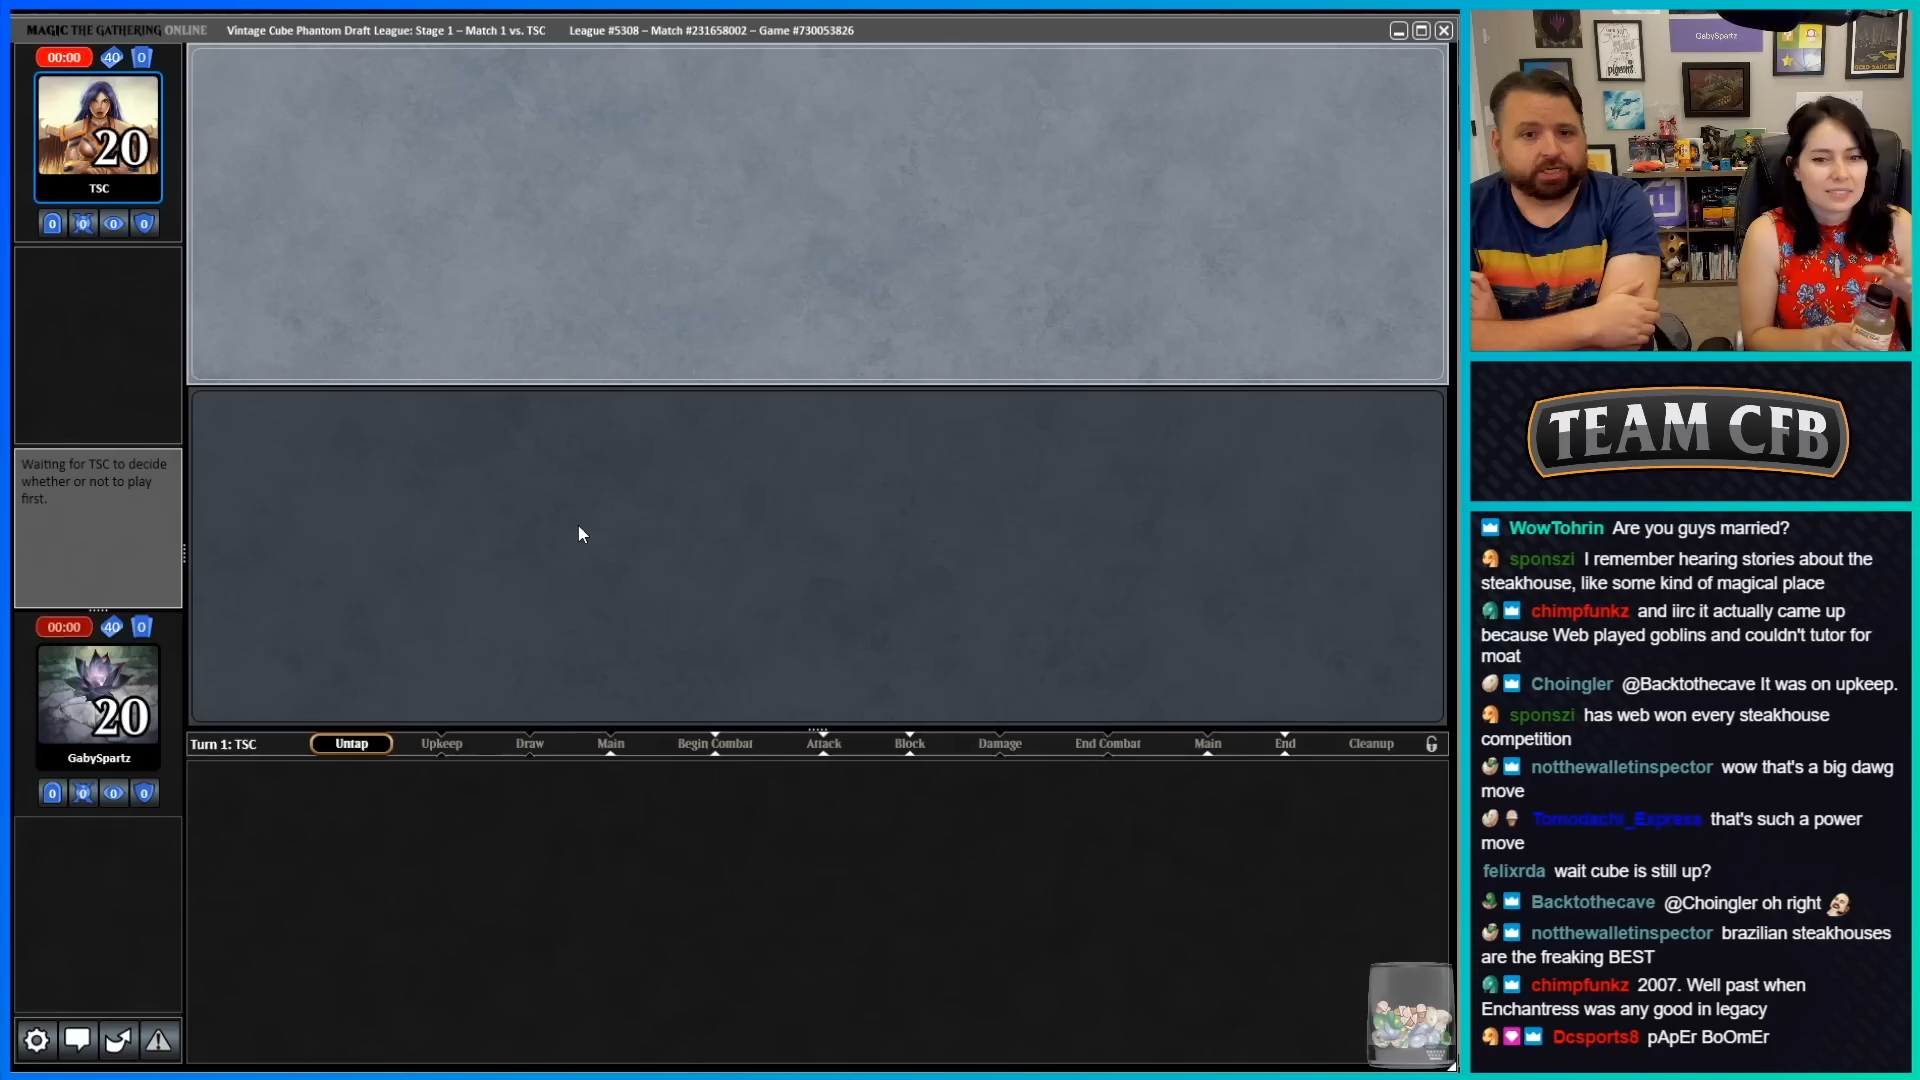 MAGIC THE GATHERING ONLINE Vintage Cube Phantom Draft League: Stage 1 – Match 1 vs. TSC League #5308 – Match #231658002 – Game #730053826
00:00 40 0
20
TSC
0 0 0 0
Waiting for TSC to decide
whether or not to play
first.
00:00 40 0
20
GabySpartz
0 0 0 0
Turn 1: TSC Untap Upkeep Draw Main Begin Combat Attack Block Damage End Combat Main End Cleanup
GabySpartz
pigeons
GOLD SAUCER
TEAM CFB
WowTohrin Are you guys married?
sponszi I remember hearing stories about the
steakhouse, like some kind of magical place
chimpfunkz and iirc it actually came up
because Web played goblins and couldn't tutor for
moat
Choingler @Backtothecave It was on upkeep.
sponszi has web won every steakhouse
competition
notthewalletinspector wow that's a big dawg
move
Tomodachi_Express that's such a power
move
felixrda wait cube is still up?
Backtothecave @Choingler oh right
notthewalletinspector brazilian steakhouses
are the freaking BEST
chimpfunkz 2007. Well past when
Enchantress was any good in legacy
Dcsports8 pApEr BoOmEr